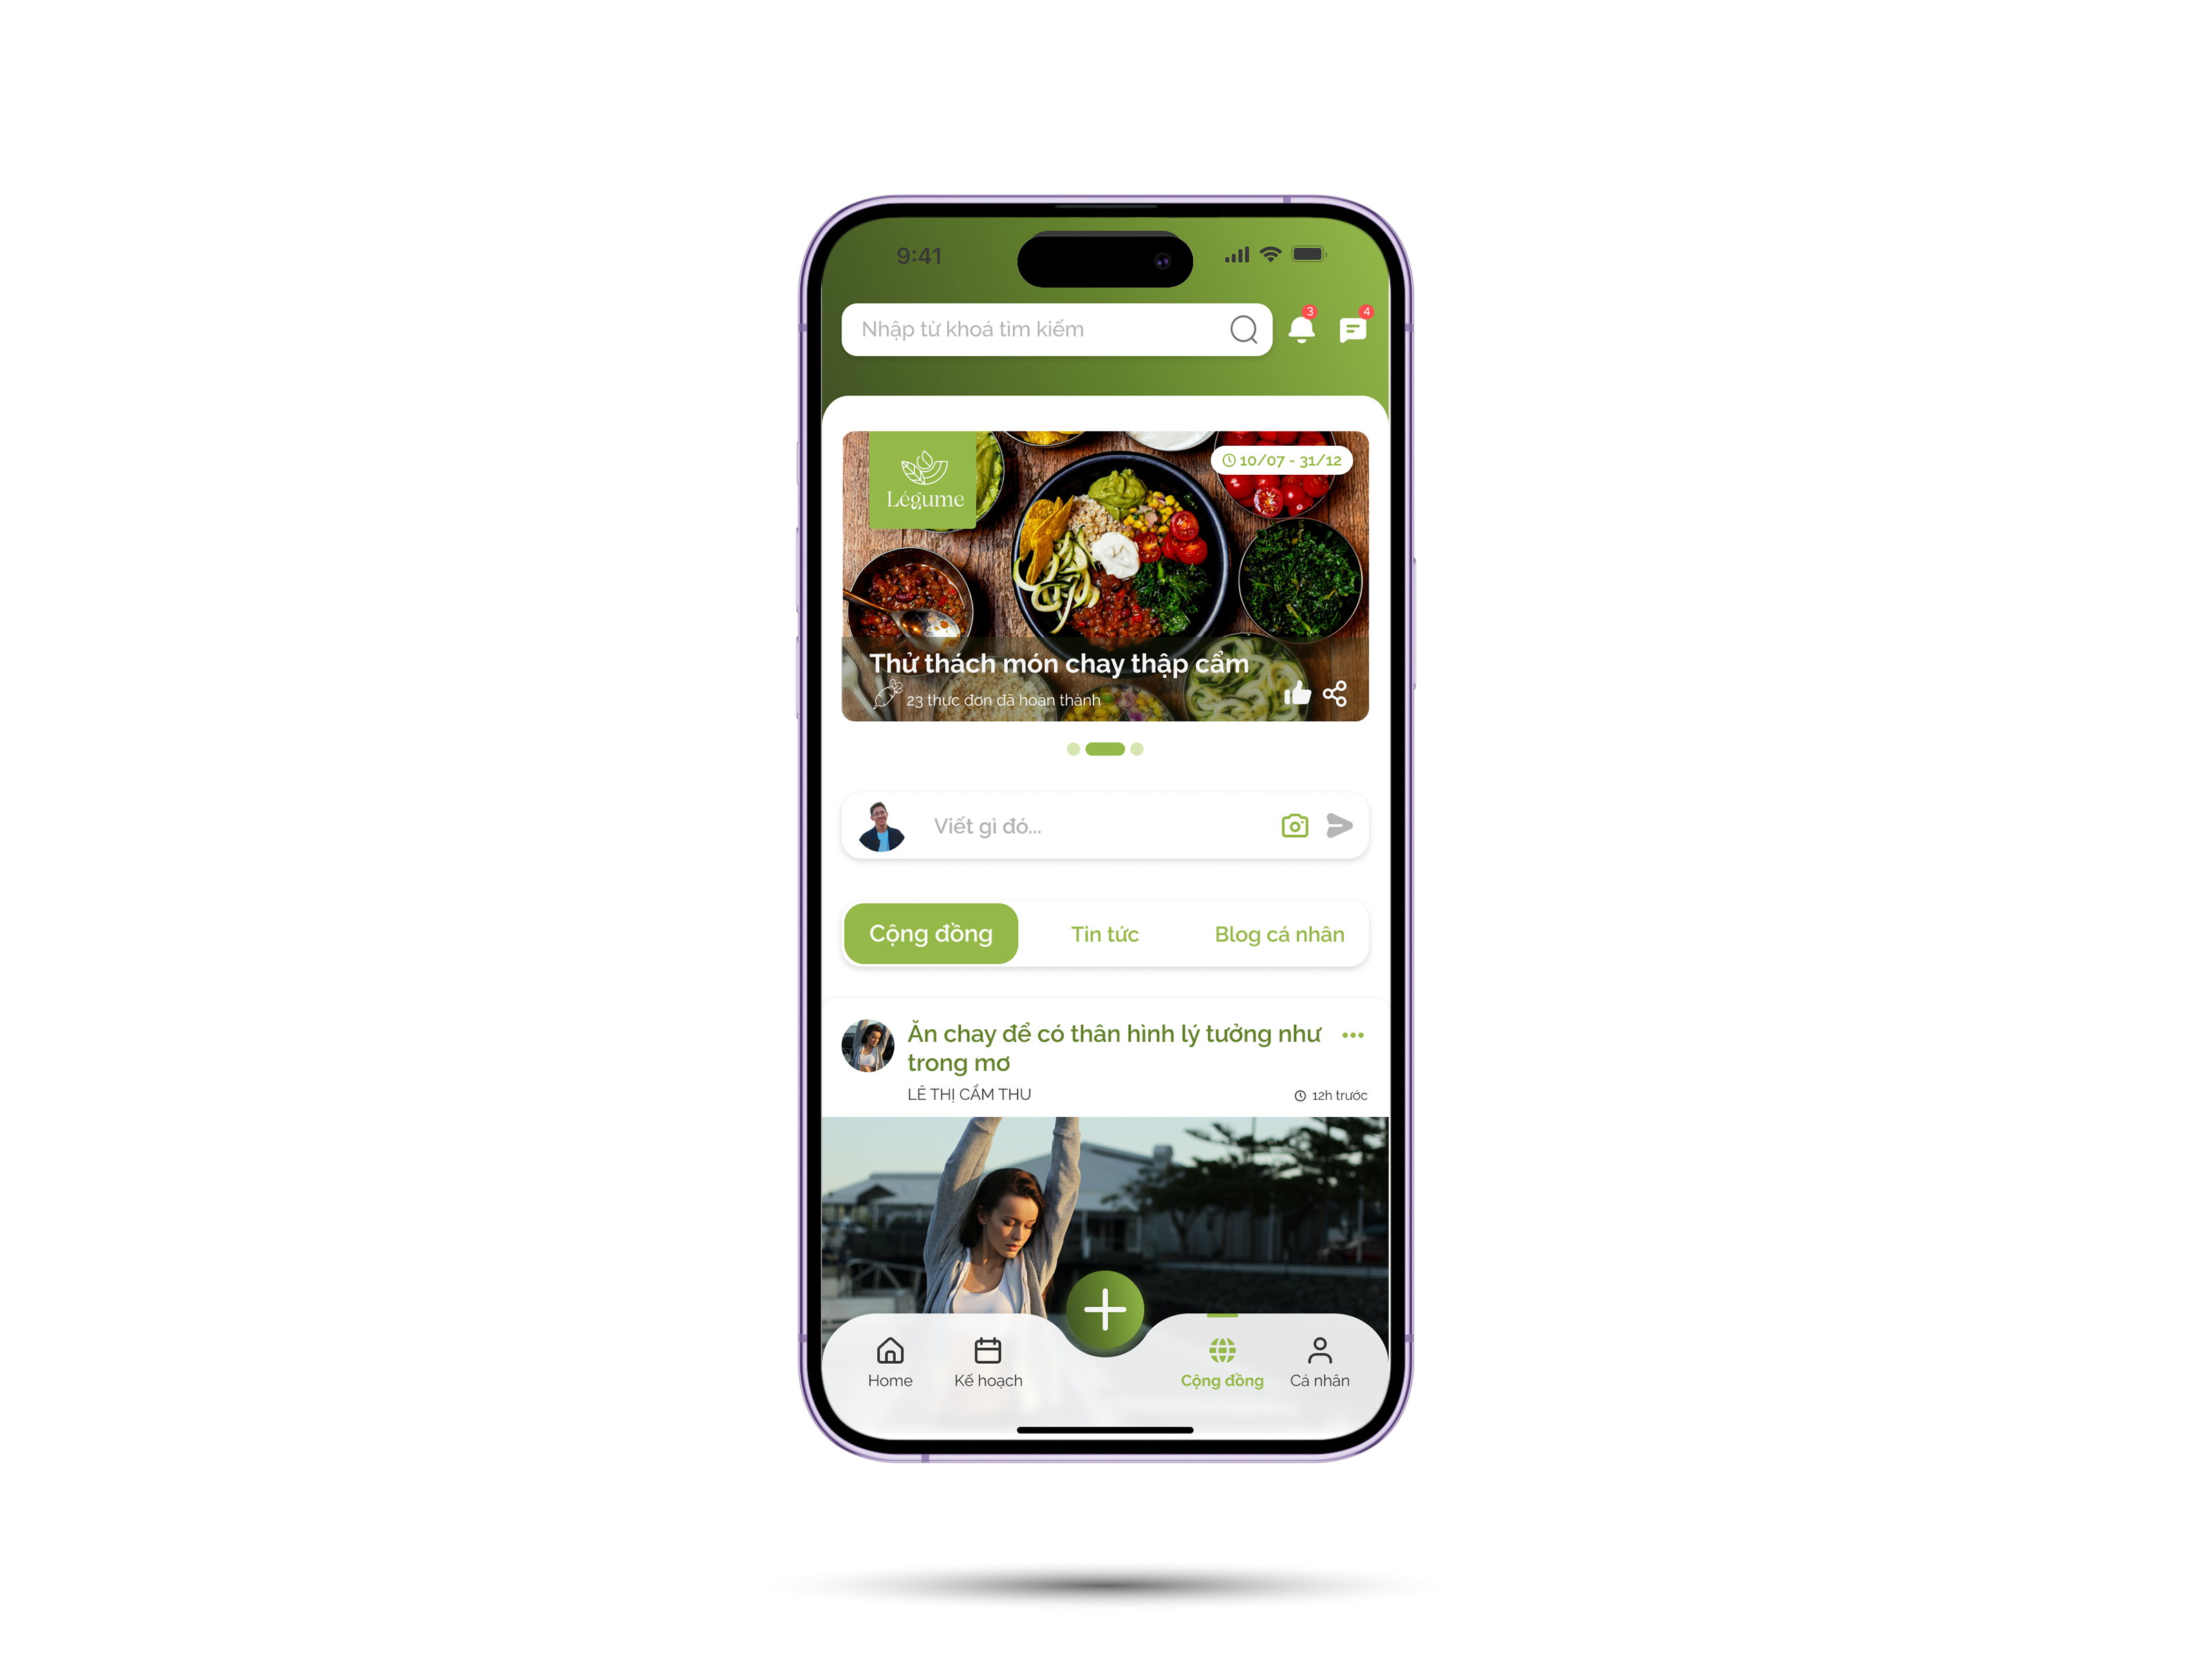 9:41
Nhập từ khoá tìm kiếm
3
4
Légume
10/07 - 31/12
Thử thách món chay thập cẩm
23 thực đơn đã hoàn thành
Viết gì đó...
Cộng đồng
Tin tức
Blog cá nhân
Ăn chay để có thân hình lý tưởng như
trong mơ
LÊ THỊ CẨM THU
12h trước
Home
Kế hoạch
Cộng đồng
Cá nhân